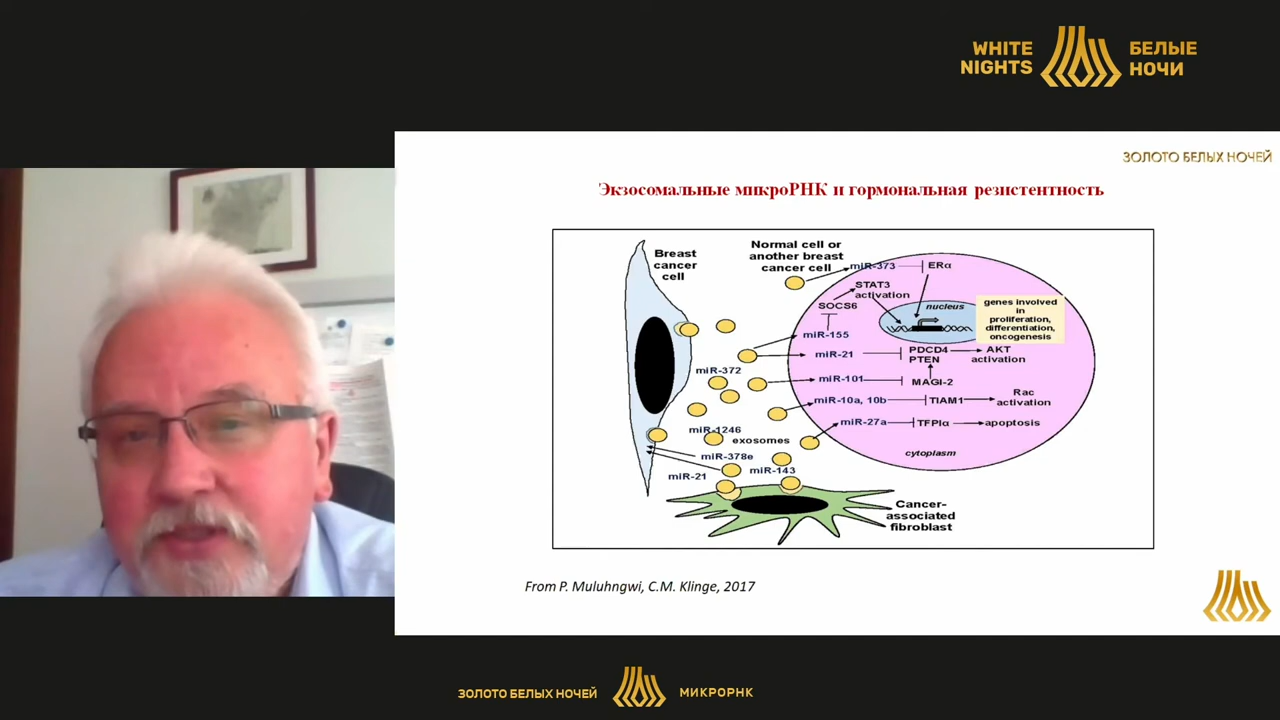 WHITE
NIGHTS
БЕЛЫЕ
НОЧИ
ЗОЛОТО БЕЛЫХ НОЧЕЙ
Экзосомальные микроРНК и гормональная резистентность
Breast
cancer
cell
Normal cell or
another breast
cancer cell
miR-373
ERα
STAT3
activation
SOCS6
nucleus
genes involved
in
proliferation,
differentiation,
oncogenesis
miR-155
miR-21
PDCD4
PTEN
AKT
activation
miR-372
miR-101
MAGI-2
miR-10a, 10b
TIAM1
Rac
activation
miR-27a
TFPIα
apoptosis
miR-1246
exosomes
cytoplasm
miR-378e
miR-21
miR-143
Cancer-
associated
fibroblast
From P. Muluhngwi, C.M. Klinge, 2017
ЗОЛОТО БЕЛЫХ НОЧЕЙ
МИКРОРНК